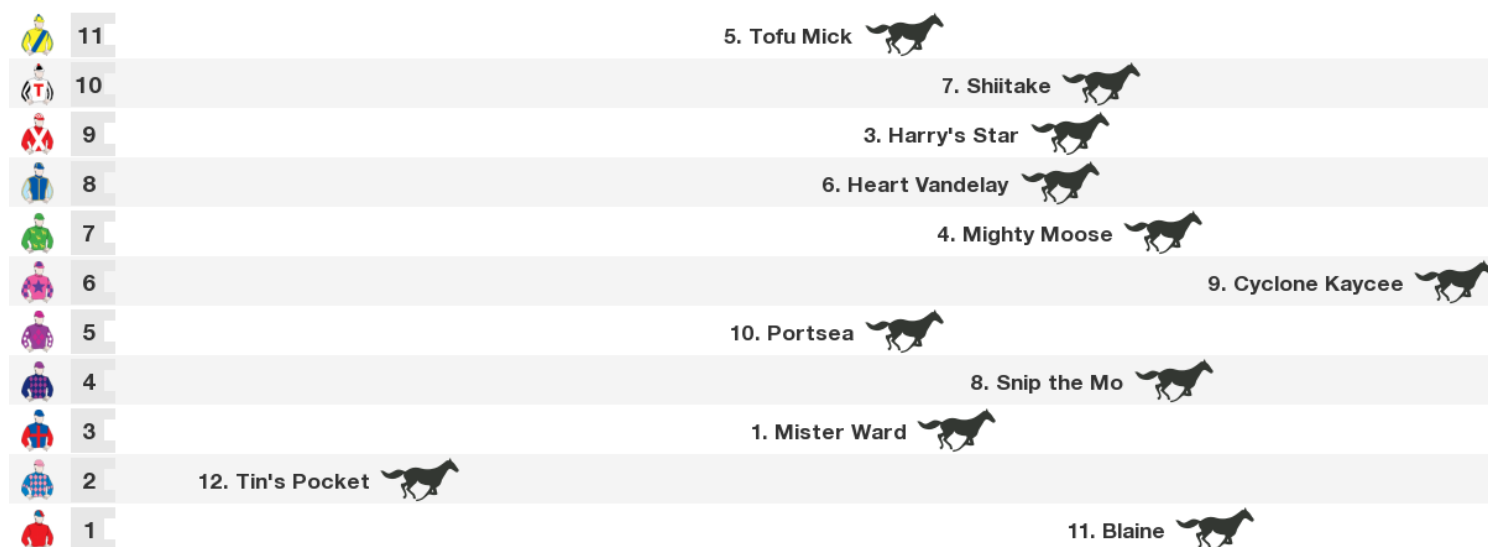 11 5. Tofu Mick
T
10 7. Shiitake
9 3. Harry's Star
8 6. Heart Vandelay
7 4. Mighty Moose
6 9. Cyclone Kaycee
5 10. Portsea
4 8. Snip the Mo
3 1. Mister Ward
2 12. Tin's Pocket
1 11. Blaine